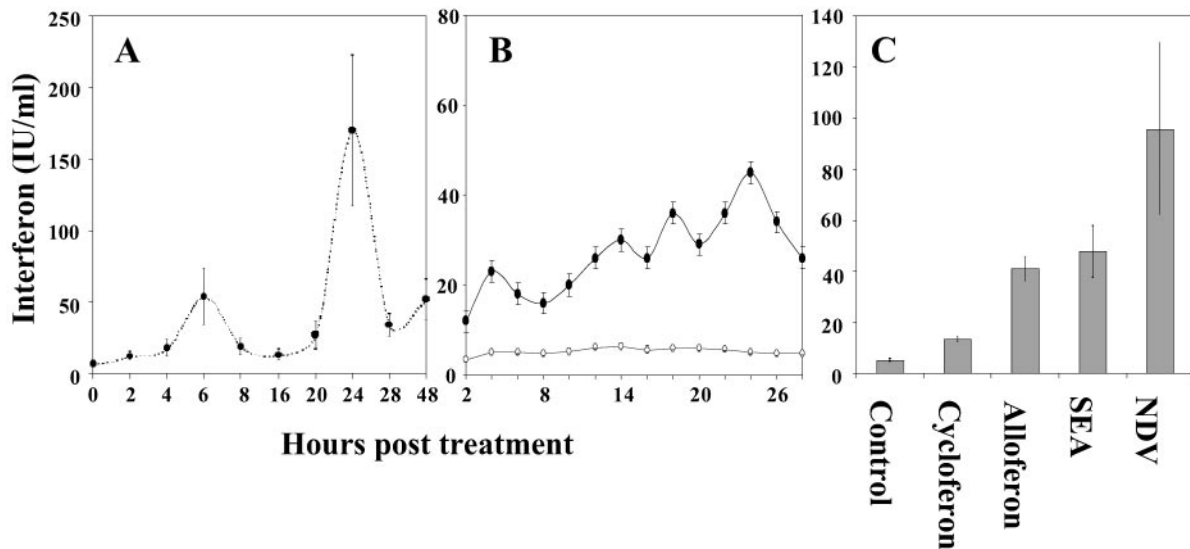 Interferon (IU/ml)
A
250
200
150
100
50
0
0 2 4 6 8 16 20 24 28 48
B
80
60
40
20
0
2 8 14 20 26
C
140
120
100
80
60
40
20
0
Control
Cycloferon
Alloferon
SEA
NDV
Hours post treatment